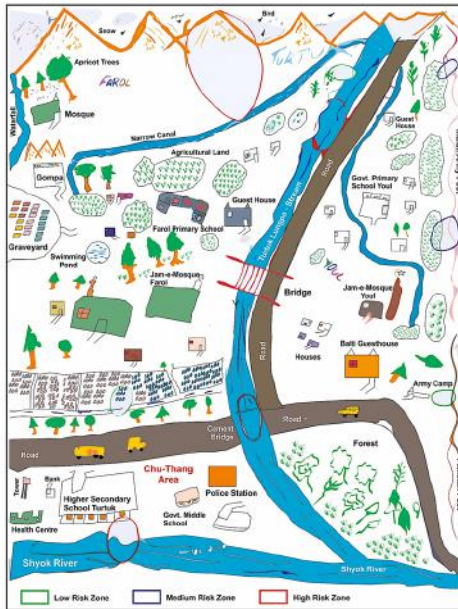 Snow
Bird
Apricot Trees
TURTUK
FAROL
Waterfall
Mosque
Narrow Canal
Guest
House
Road
Gompa
Agricultural Land
Govt. Primary
School Youl
Turtuk Lungpa - Stream
Guest House
Graveyard
Farol Primary School
Swimming
Pond
Youl
Jam-e-Mosque
Farol
Bridge
Jam-e-Mosque
Youl
Houses
Road
Balti Guesthouse
Army Camp
Cement
Bridge
Road
Road
Forest
Chu-Thang
Area
Tower
Bank
Higher Secondary
School Turtuk
Police Station
Govt. Middle
School
Health Centre
Shyok River
Shyok River
Low Risk Zone
Medium Risk Zone
High Risk Zone